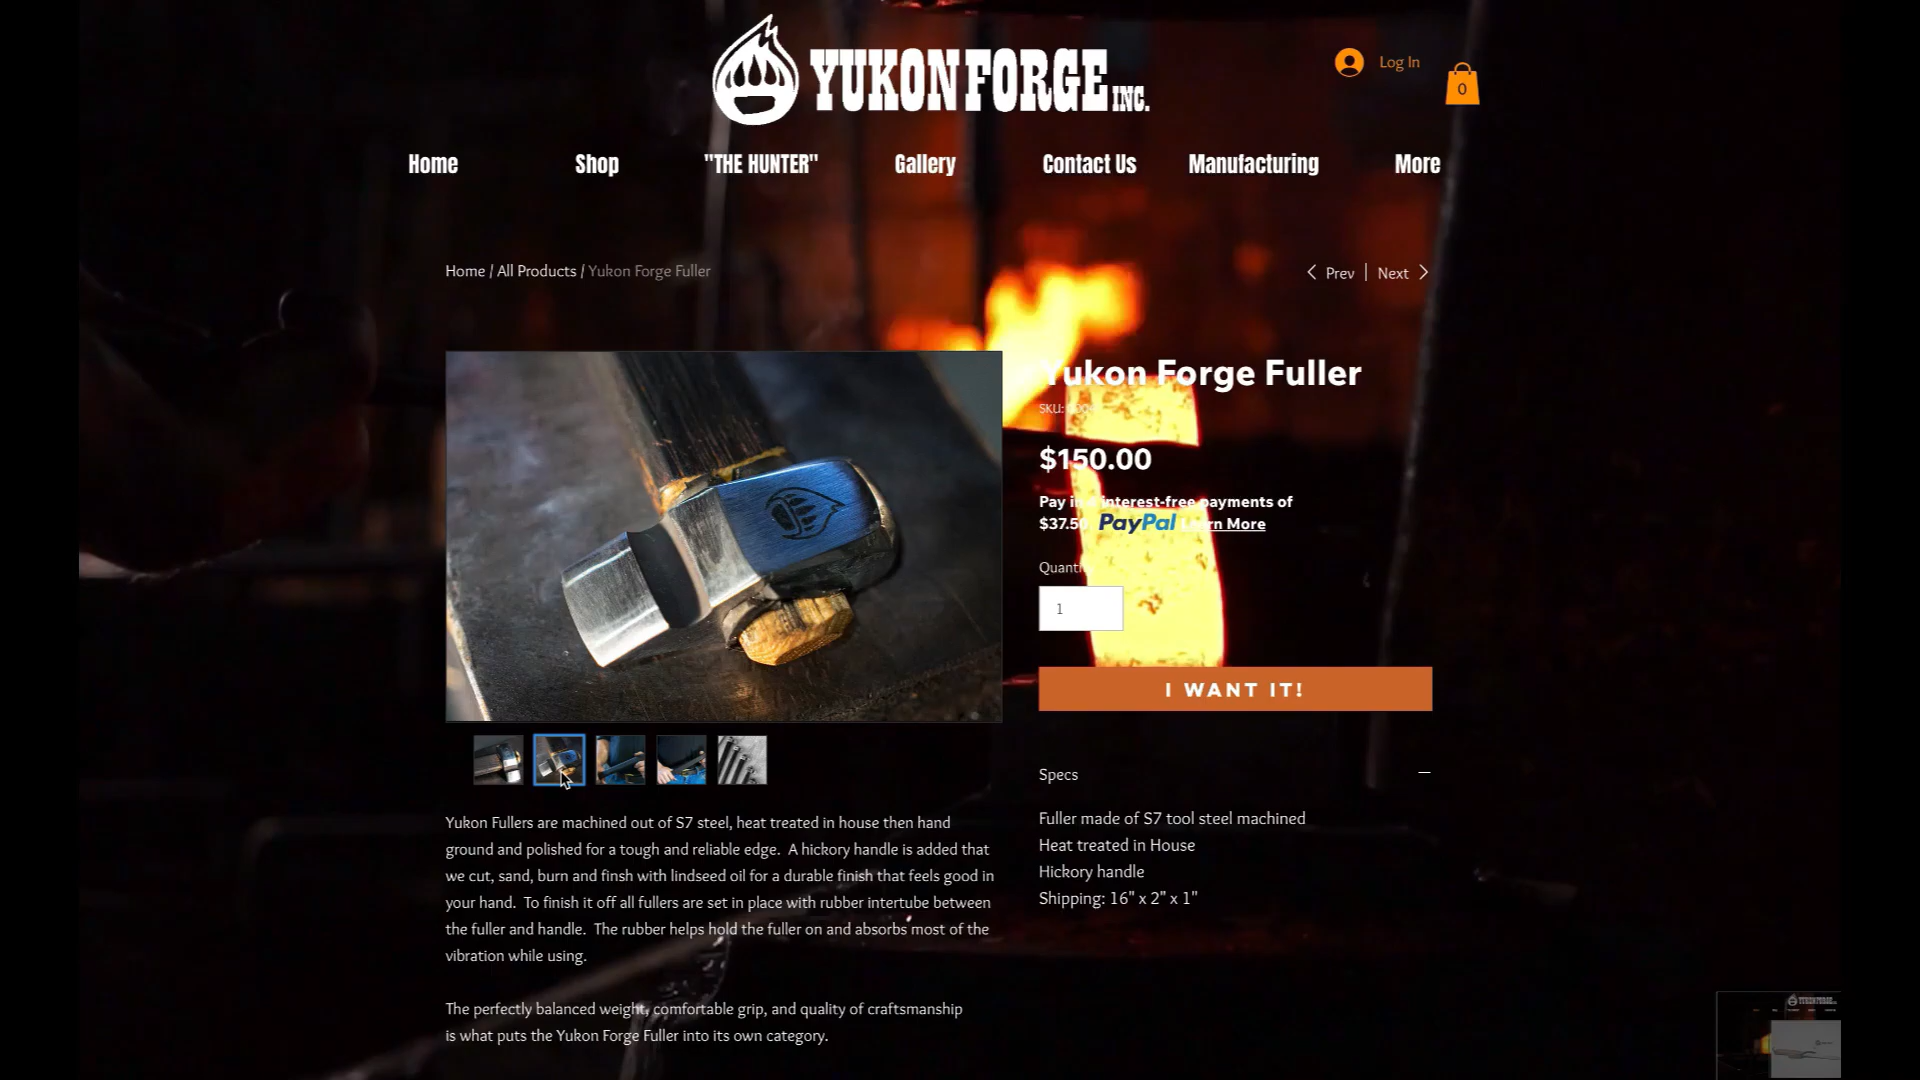 YUKON FORGE INC.
Log In
0
Home
Shop
"THE HUNTER"
Gallery
Contact Us
Manufacturing
More
Home / All Products / Yukon Forge Fuller
Prev | Next
Yukon Forge Fuller
SKU:
$150.00
Pay in 4 interest-free payments of
$37.50 PayPal Learn More
Quantity
1
I WANT IT!
Specs
Fuller made of S7 tool steel machined
Heat treated in House
Hickory handle
Shipping: 16" x 2" x 1"
Yukon Fullers are machined out of S7 steel, heat treated in house then hand
ground and polished for a tough and reliable edge. A hickory handle is added that
we cut, sand, burn and finsh with lindseed oil for a durable finish that feels good in
your hand. To finish it off all fullers are set in place with rubber intertube between
the fuller and handle. The rubber helps hold the fuller on and absorbs most of the
vibration while using.
The perfectly balanced weight, comfortable grip, and quality of craftsmanship
is what puts the Yukon Forge Fuller into its own category.